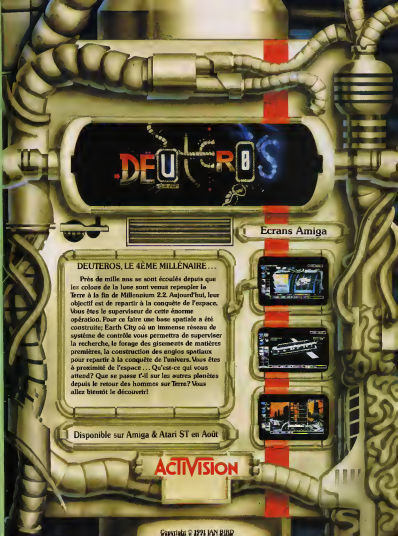 DEUTEROS
Ecrans Amiga
DEUTEROS, LE 4ÈME MILLÉNAIRE...
Près de mille ans se sont écoulés depuis que
les colons de la lune sont venus repeupler la
Terre à la fin de Millennium 2.2. Aujourd'hui, leur
objectif est de repartir à la conquête de l'espace.
Vous êtes le superviseur de cette énorme
opération. Pour ce faire une base spatiale a été
construite; Earth City où un immense réseau de
système de contrôle vous permettra de superviser
la recherche, le forage des gisements de matières
premières, la construction des engins spatiaux
pour repartir à la conquête de l'univers. Vous êtes
à proximité de l'espace... Qu'est-ce qui vous
attend? Que se passe t'il sur les autres planètes
depuis le retour des hommes sur Terre? Vous
allez bientôt le découvrir!
Disponible sur Amiga & Atari ST en Août
ACTIVISION
Copyright © 1991 IAN BIRD